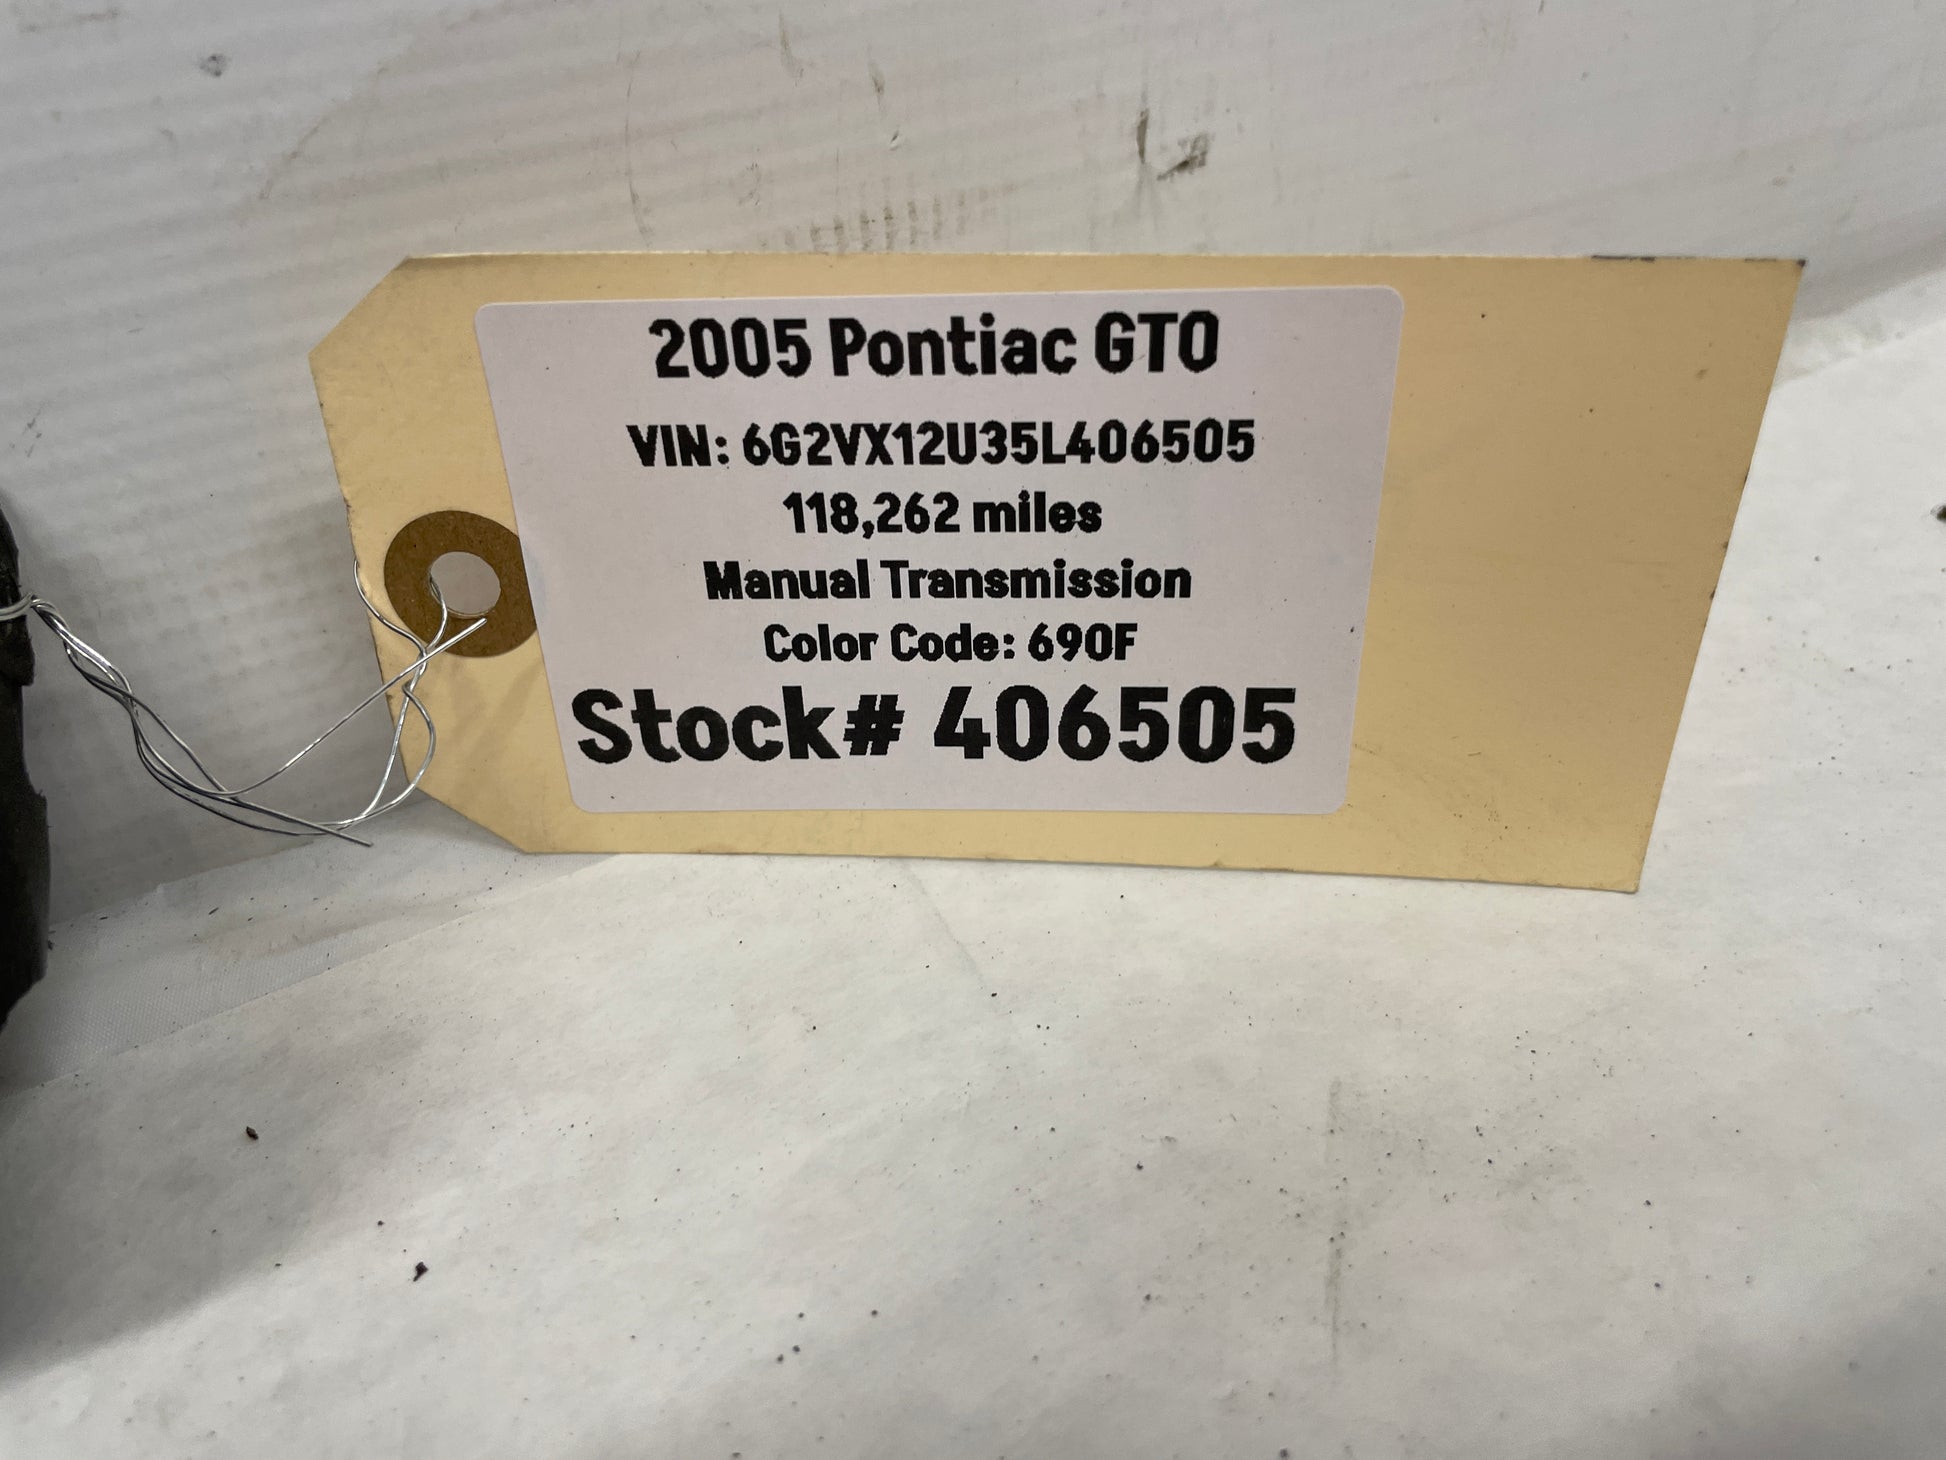 2005 Pontiac GTO
VIN: 6G2VX12U35L406505
118,262 miles
Manual Transmission
Color Code: 690F
Stock# 406505